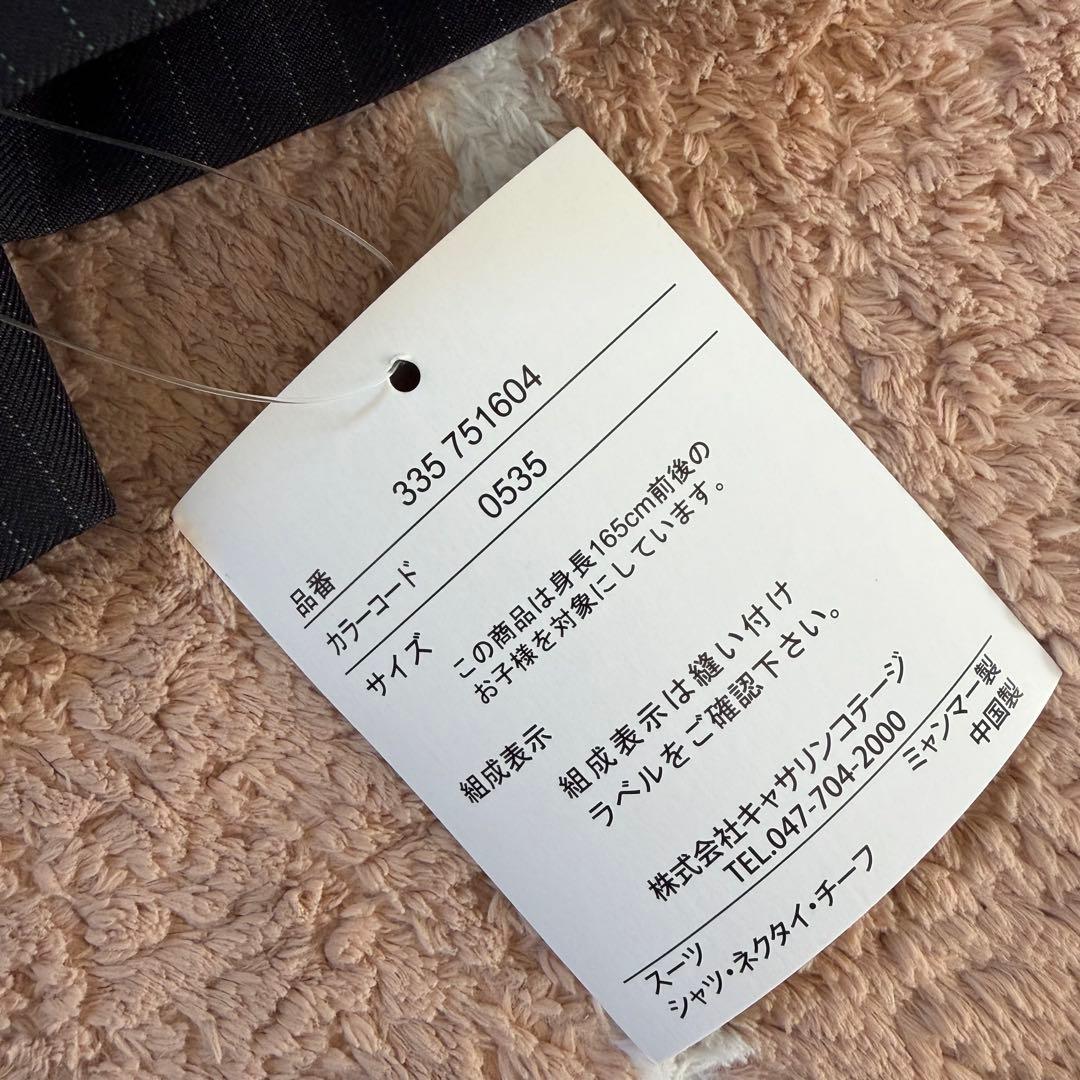 品番 335 751604
カラーコード 0535
サイズ この商品は身長165cm前後の
お子様を対象にしています。
組成表示 組成表示は縫い付け
ラベルをご確認下さい。
株式会社キャサリンコテージ
TEL.047-704-2000
スーツ ミャンマー製
シャツ・ネクタイ・チーフ 中国製